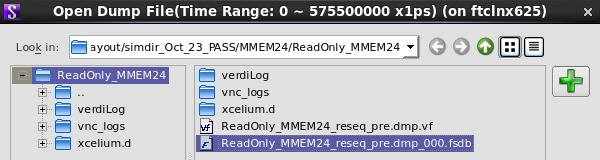 Open Dump File(Time Range: 0 ~ 575500000 x1ps) (on ftclnx625)
Look in: ayout/simdir_Oct_23_PASS/MMEM24/ReadOnly_MMEM24
ReadOnly_MMEM24
..
verdiLog
vnc_logs
xcelium.d
verdiLog
vnc_logs
xcelium.d
ReadOnly_MMEM24_reseq_pre.dmp.vf
ReadOnly_MMEM24_reseq_pre.dmp_000.fsdb